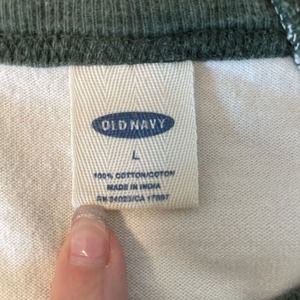 OLD NAVY
L
100% COTTON/COTON
MADE IN INDIA
RN 54023/CA 17897